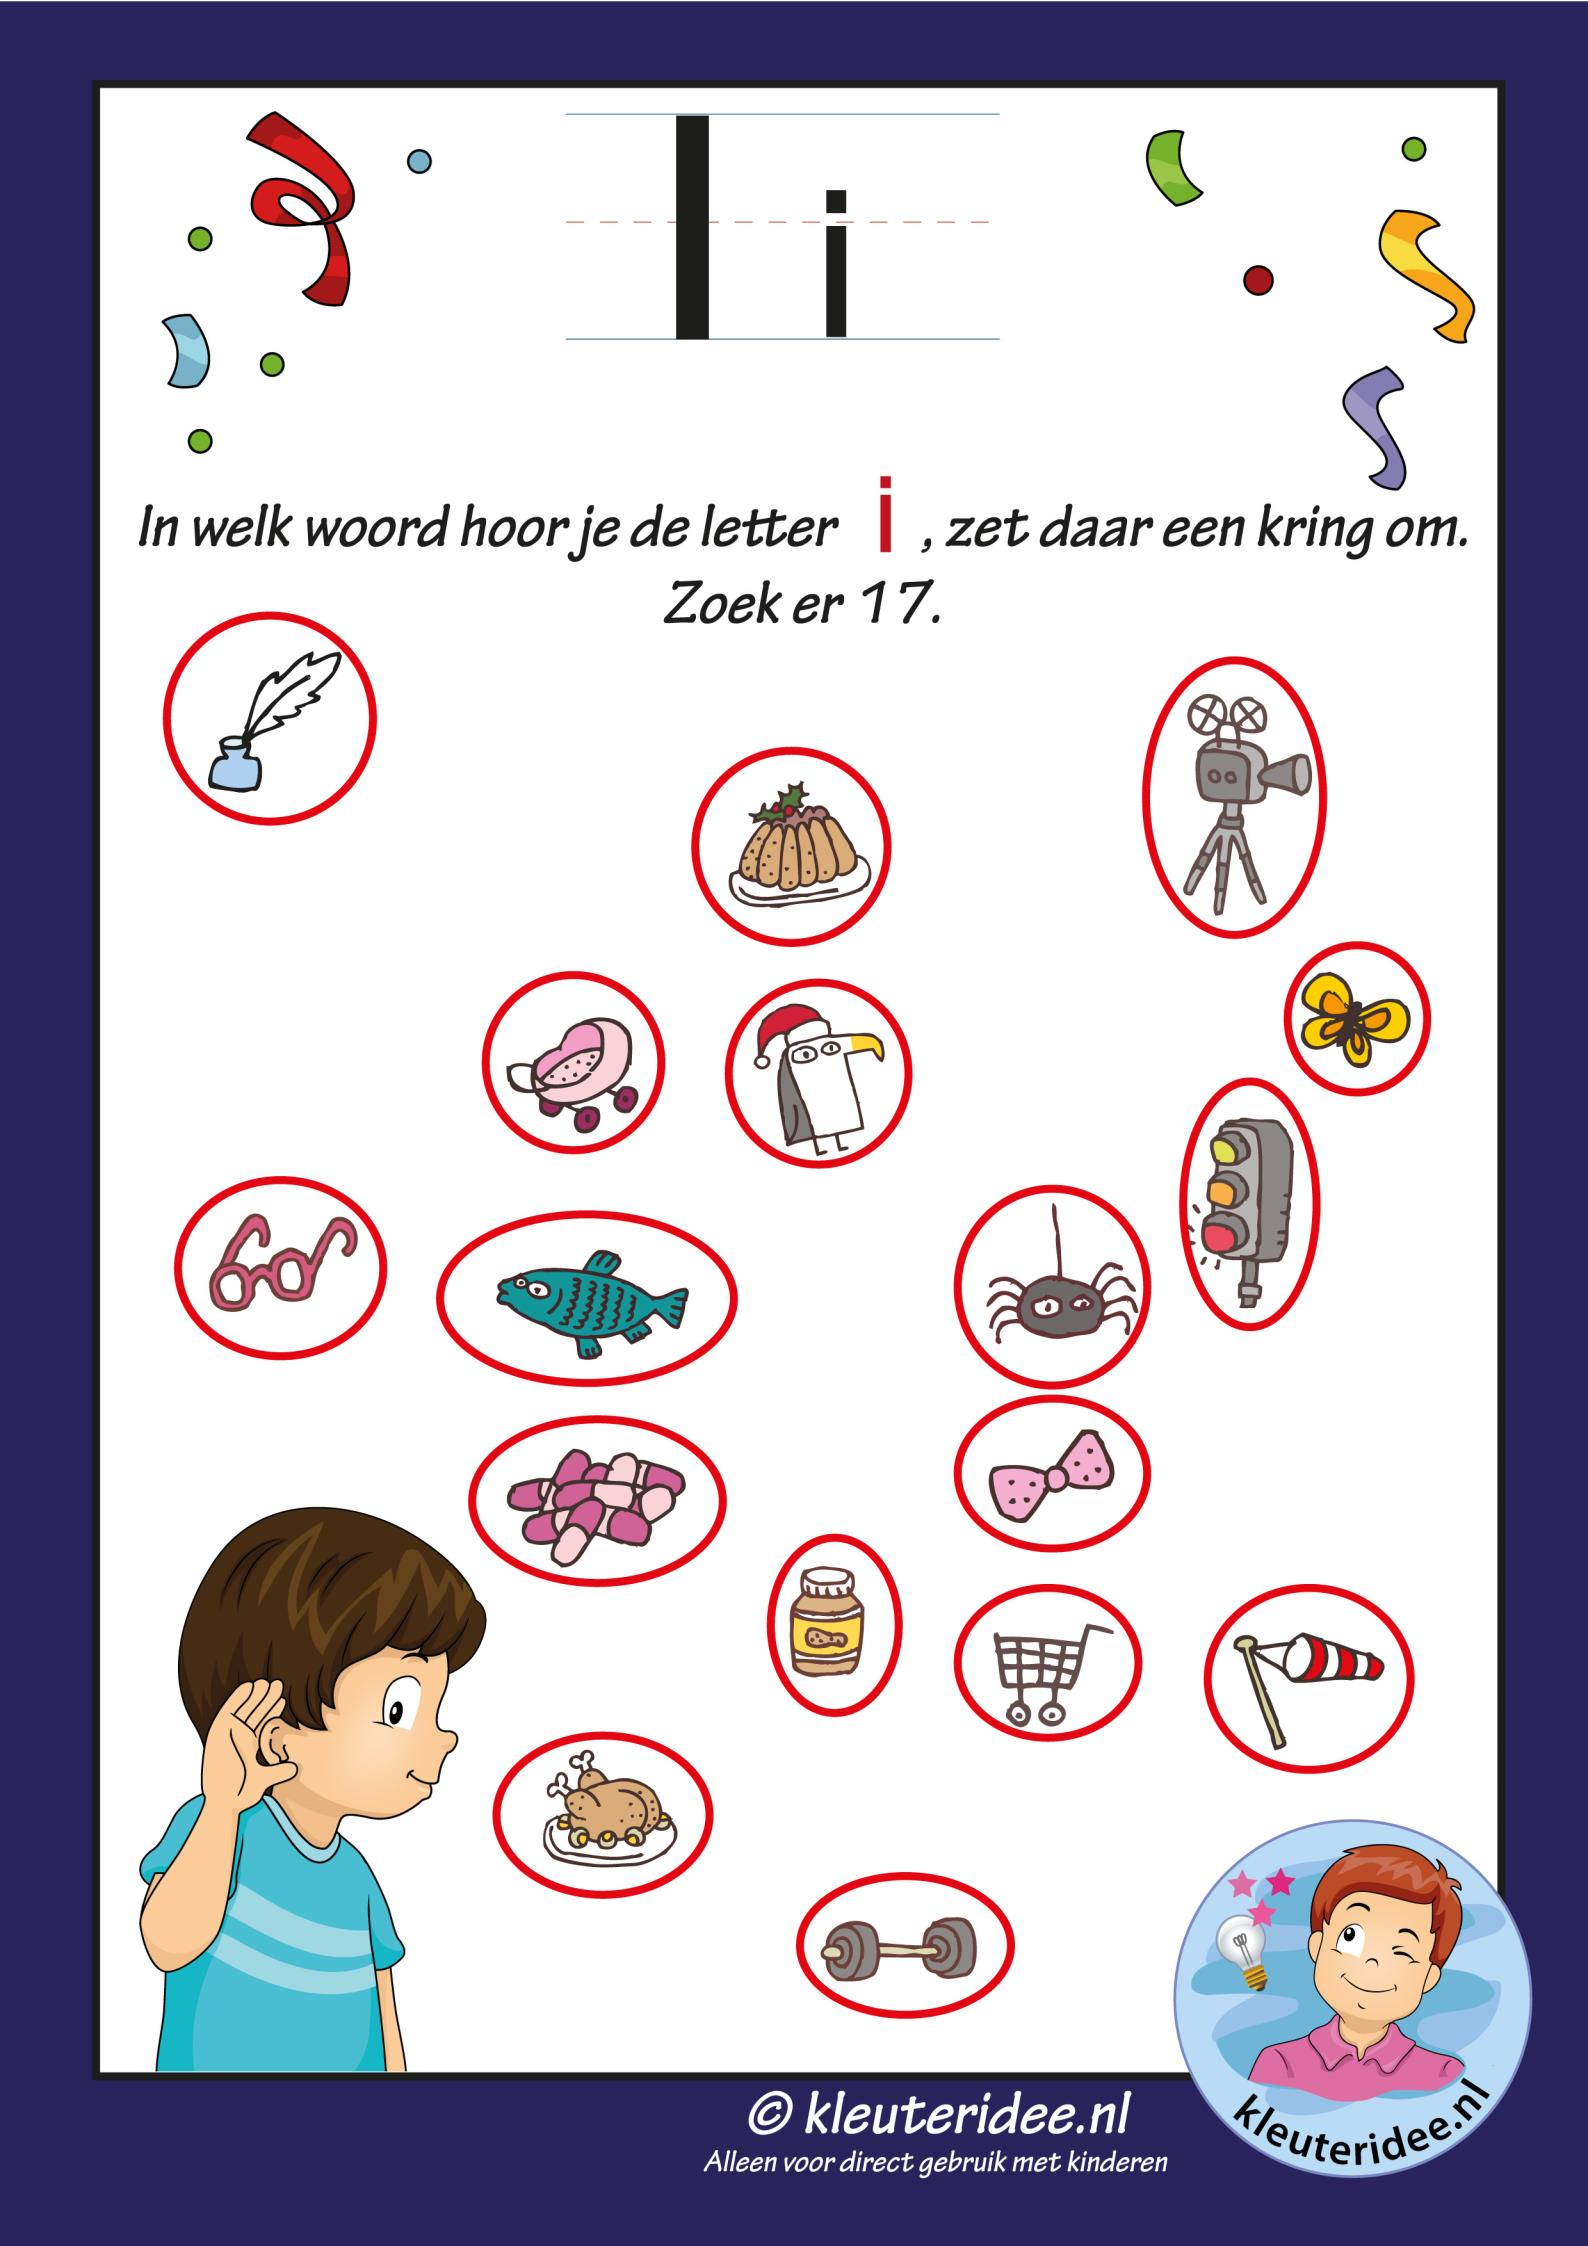 I i
In welk woord hoor je de letter i , zet daar een kring om.
Zoek er 17.
© kleuteridee.nl
Alleen voor direct gebruik met kinderen
kleuteridee.nl